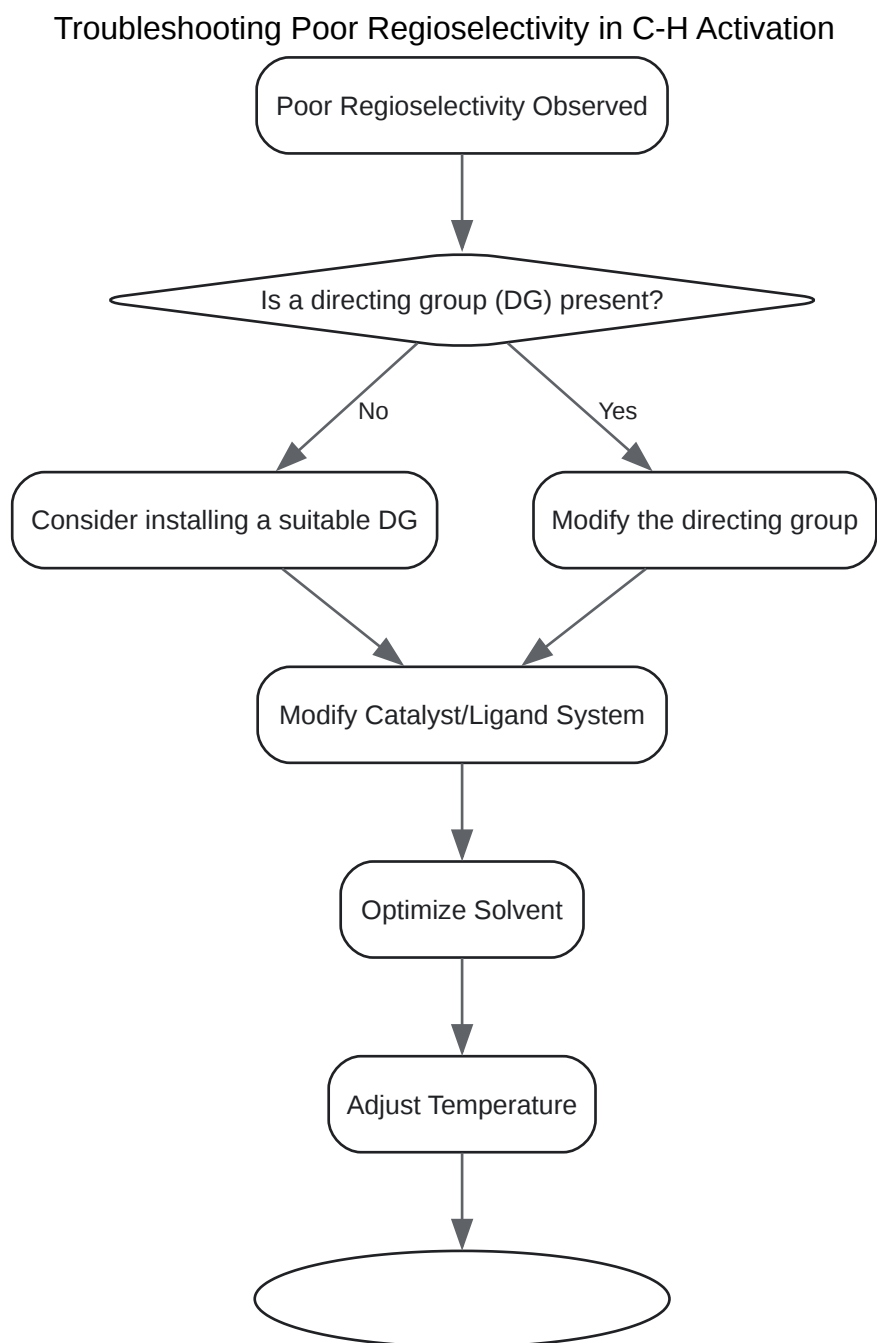 Troubleshooting Poor Regioselectivity in C-H Activation
Poor Regioselectivity Observed
Is a directing group (DG) present?
No
Yes
Consider installing a suitable DG
Modify the directing group
Modify Catalyst/Ligand System
Optimize Solvent
Adjust Temperature